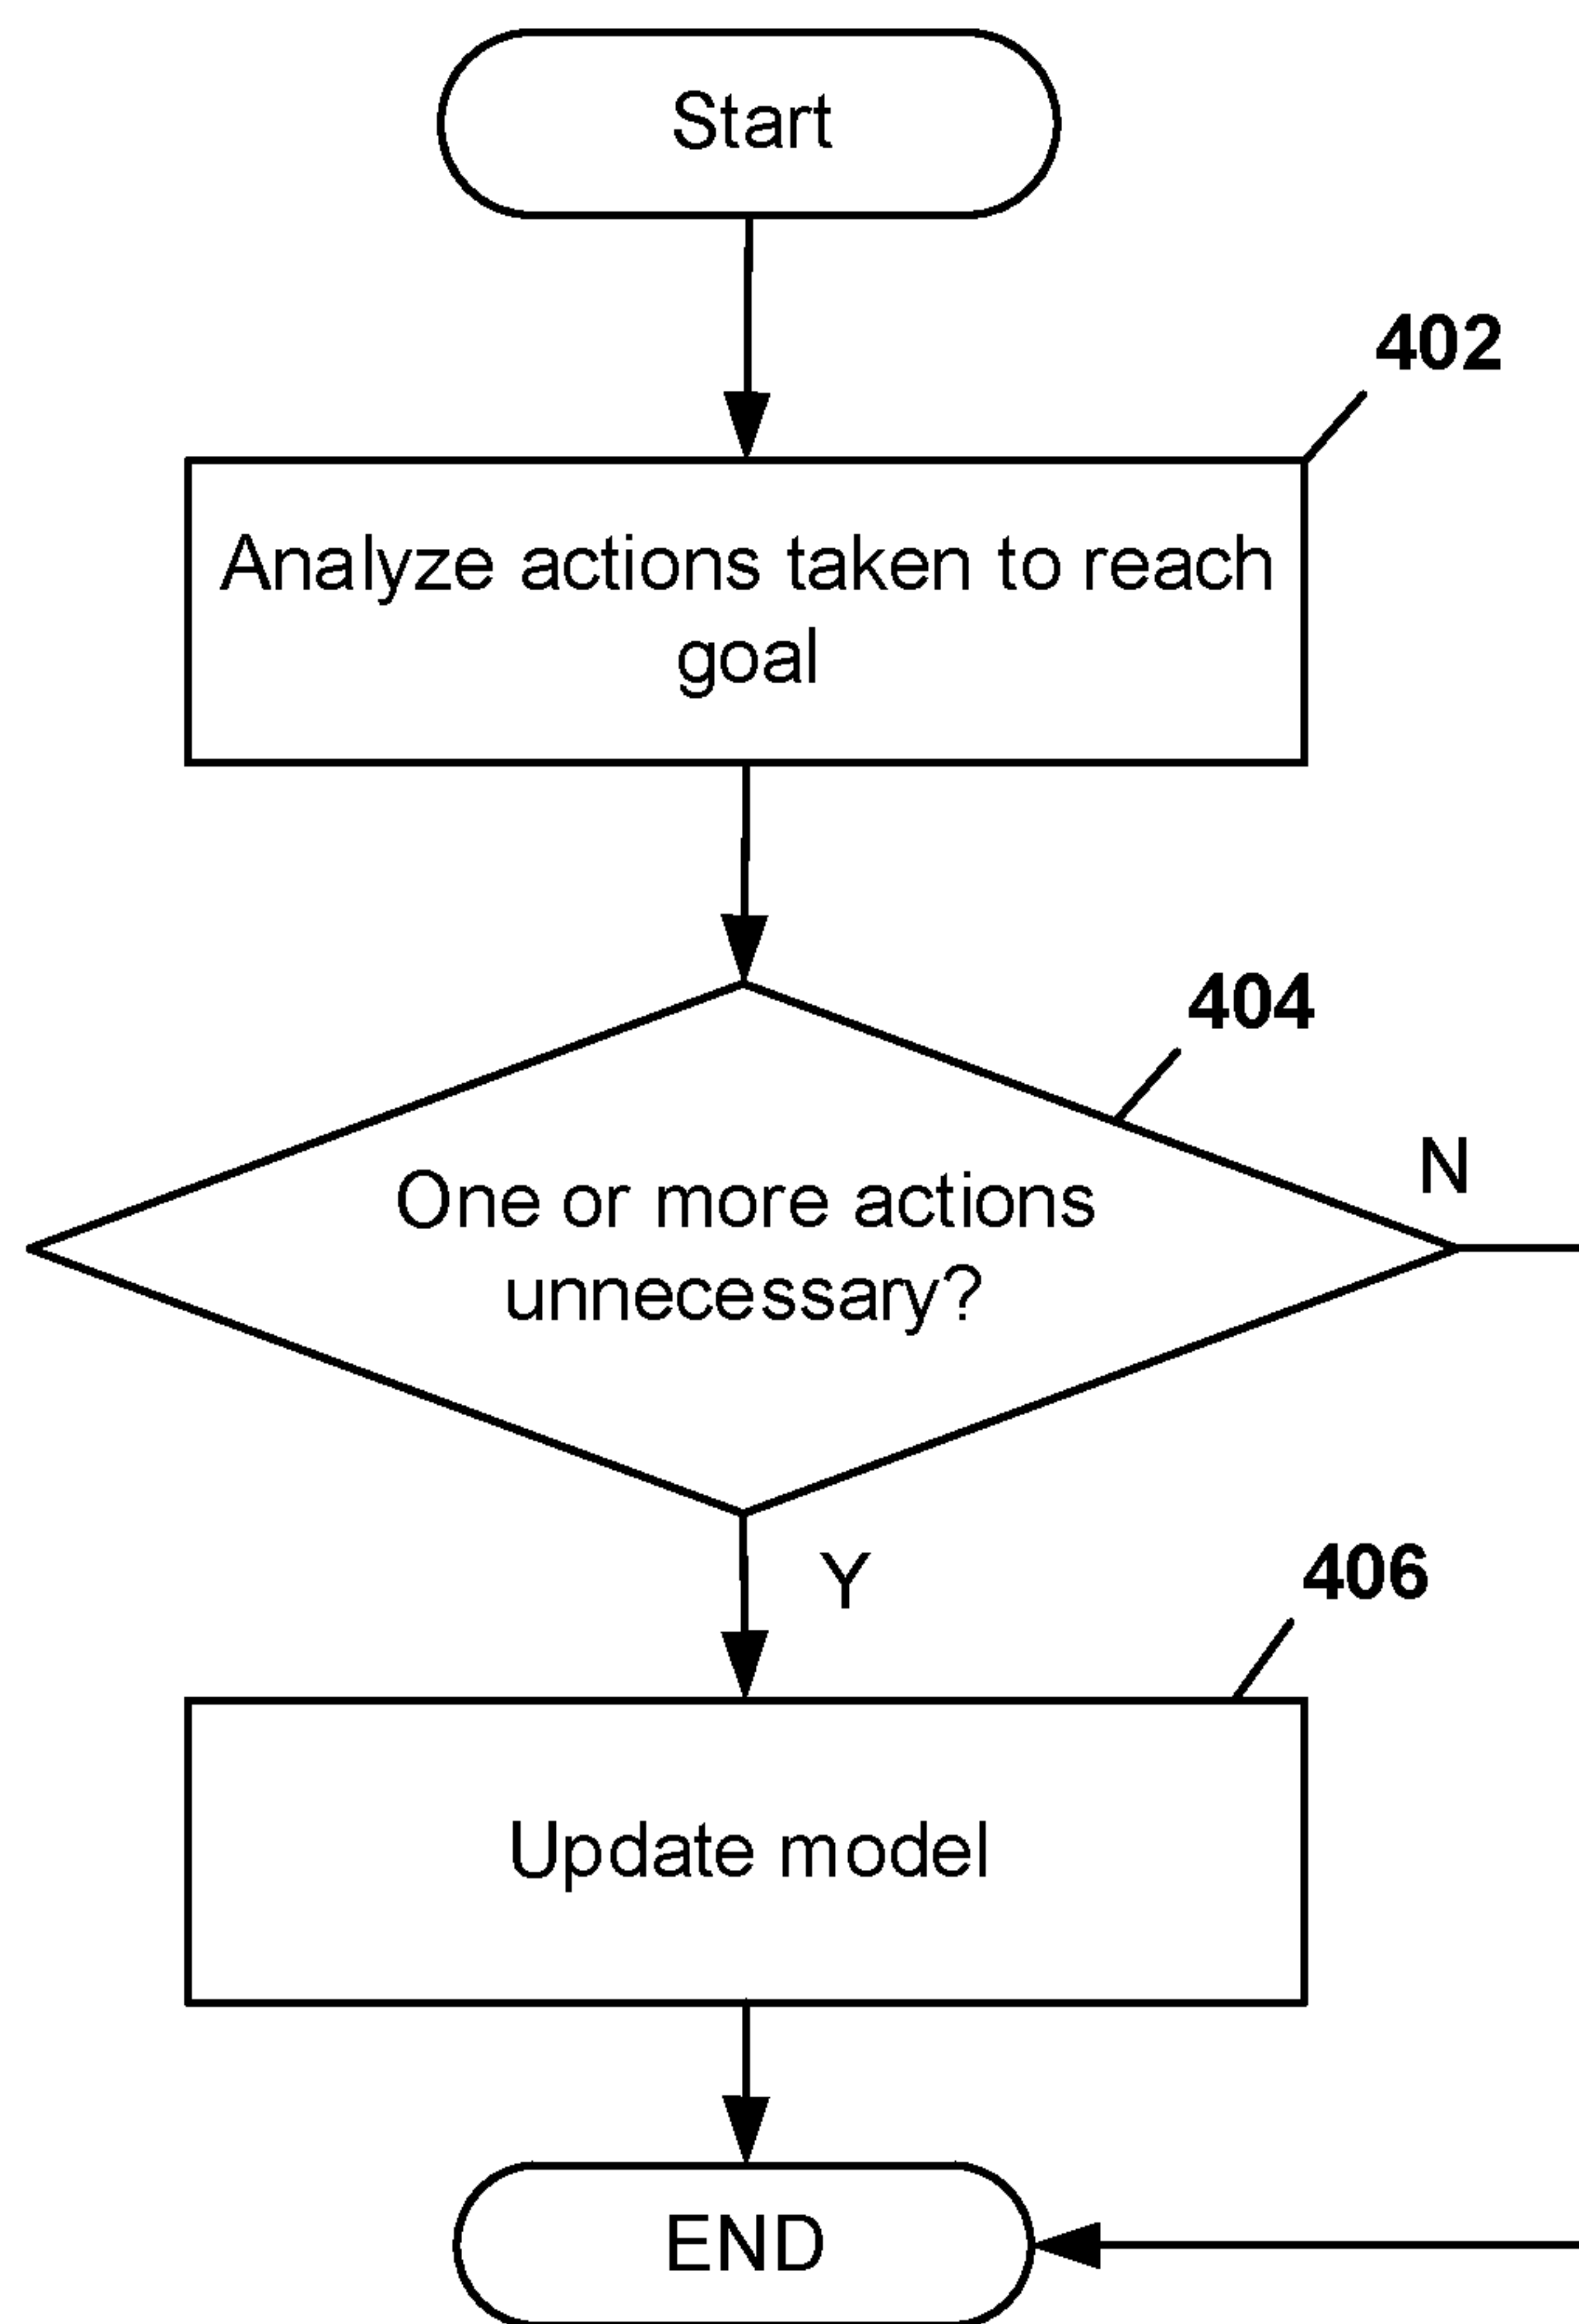 Start
402
Analyze actions taken to reach
goal
404
N
One or more actions
unnecessary?
Y
406
Update model
END